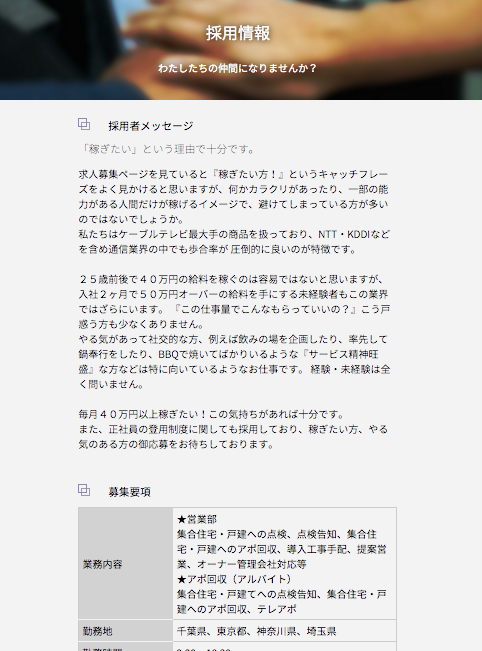 採用情報
わたしたちの仲間になりませんか?
採用者メッセージ
「稼ぎたい」という理由で十分です。
求人募集ページを見ていると『稼ぎたい方！』というキャッチフレー
ズをよく見かけると思いますが、何かカラクリがあったり、一部の能
力がある人間だけが稼げるイメージで、避けてしまっている方が多い
のではないでしょうか。
私たちはケーブルテレビ最大手の商品を扱っており、NTT・KDDIなど
を含め通信業界の中でも歩合率が 圧倒的に良いのが特徴です。
２５歳前後で４０万円の給料を稼ぐのは容易ではないと思いますが、
入社２ヶ月で５０万円オーバーの給料を手にする未経験者もこの業界
ではざらにいます。『この仕事量でこんなもらっていいの？』こう戸
惑う方も少なくありません。
やる気があって社交的な方、例えば飲みの場を企画したり、率先して
鍋奉行をしたり、BBQで焼いてばかりいるような『サービス精神旺
盛』な方などは特に向いているようなお仕事です。 経験・未経験は全
く問いません。
毎月４０万円以上稼ぎたい！この気持ちがあれば十分です。
また、正社員の登用制度に関しても採用しており、稼ぎたい方、やる
気のある方の御応募をお待ちしております。
募集要項
業務内容
★営業部
集合住宅・戸建への点検、点検告知、集合住
宅・戸建へのアポ回収、導入工事手配、提案営
業、オーナー管理会社対応等
★アポ回収（アルバイト）
集合住宅・戸建てへの点検告知、集合住宅・戸
建へのアポ回収、テレアポ
勤務地
千葉県、東京都、神奈川県、埼玉県